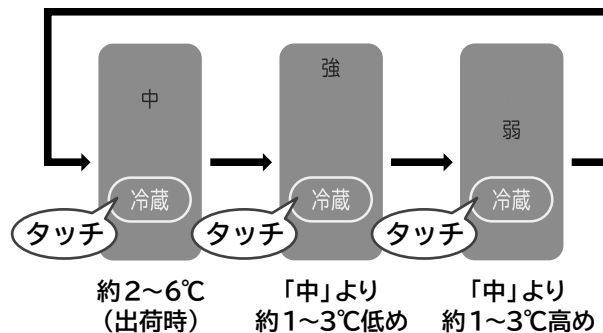 中
冷蔵
タッチ
約2～6℃
（出荷時）
強
冷蔵
タッチ
「中」より
約1～3℃低め
弱
冷蔵
タッチ
「中」より
約1～3℃高め